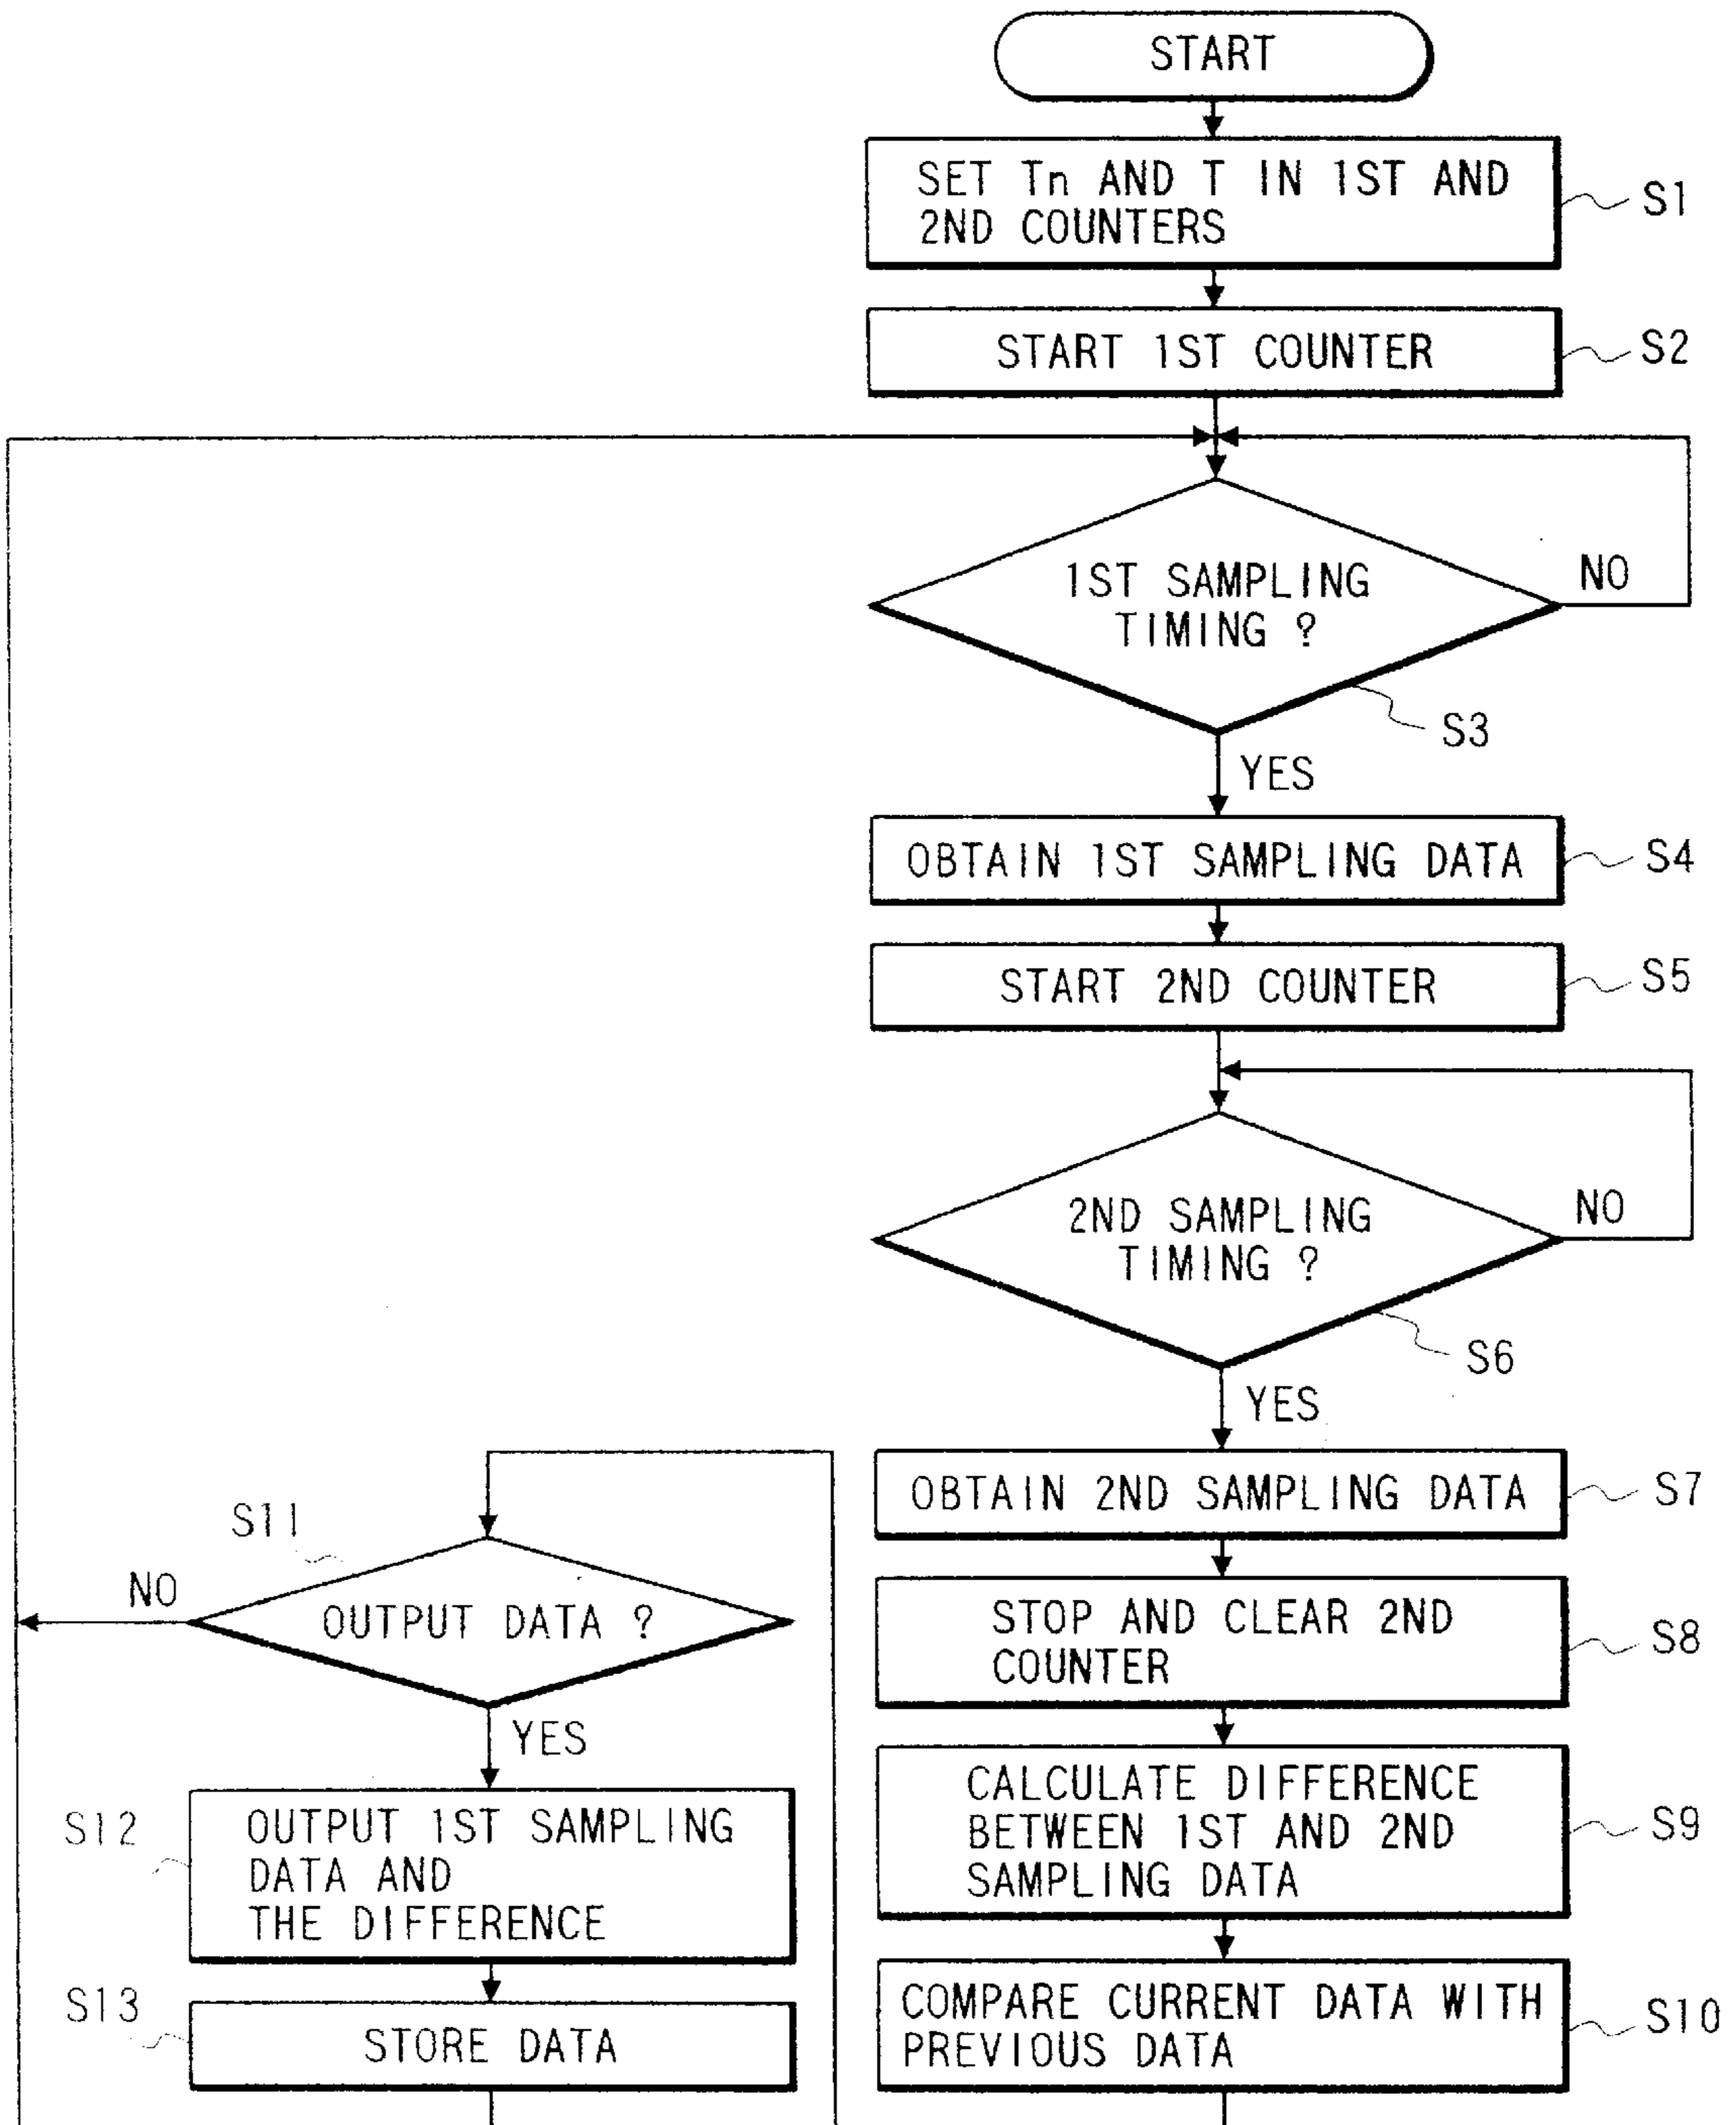 START
SET Tn AND T IN 1ST AND
2ND COUNTERS
S1
START 1ST COUNTER
S2
1ST SAMPLING
TIMING ?
NO
S3
YES
OBTAIN 1ST SAMPLING DATA
S4
START 2ND COUNTER
S5
2ND SAMPLING
TIMING ?
NO
S6
YES
OBTAIN 2ND SAMPLING DATA
S7
STOP AND CLEAR 2ND
COUNTER
S8
CALCULATE DIFFERENCE
BETWEEN 1ST AND 2ND
SAMPLING DATA
S9
COMPARE CURRENT DATA WITH
PREVIOUS DATA
S10
S11
NO
OUTPUT DATA ?
YES
S12
OUTPUT 1ST SAMPLING
DATA AND
THE DIFFERENCE
S13
STORE DATA